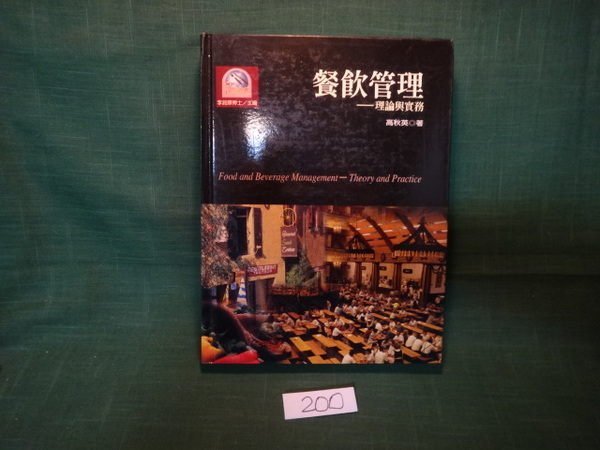 餐飲管理
——理論與實務
高秋英◎著
Food and Beverage Management — Theory and Practice
200